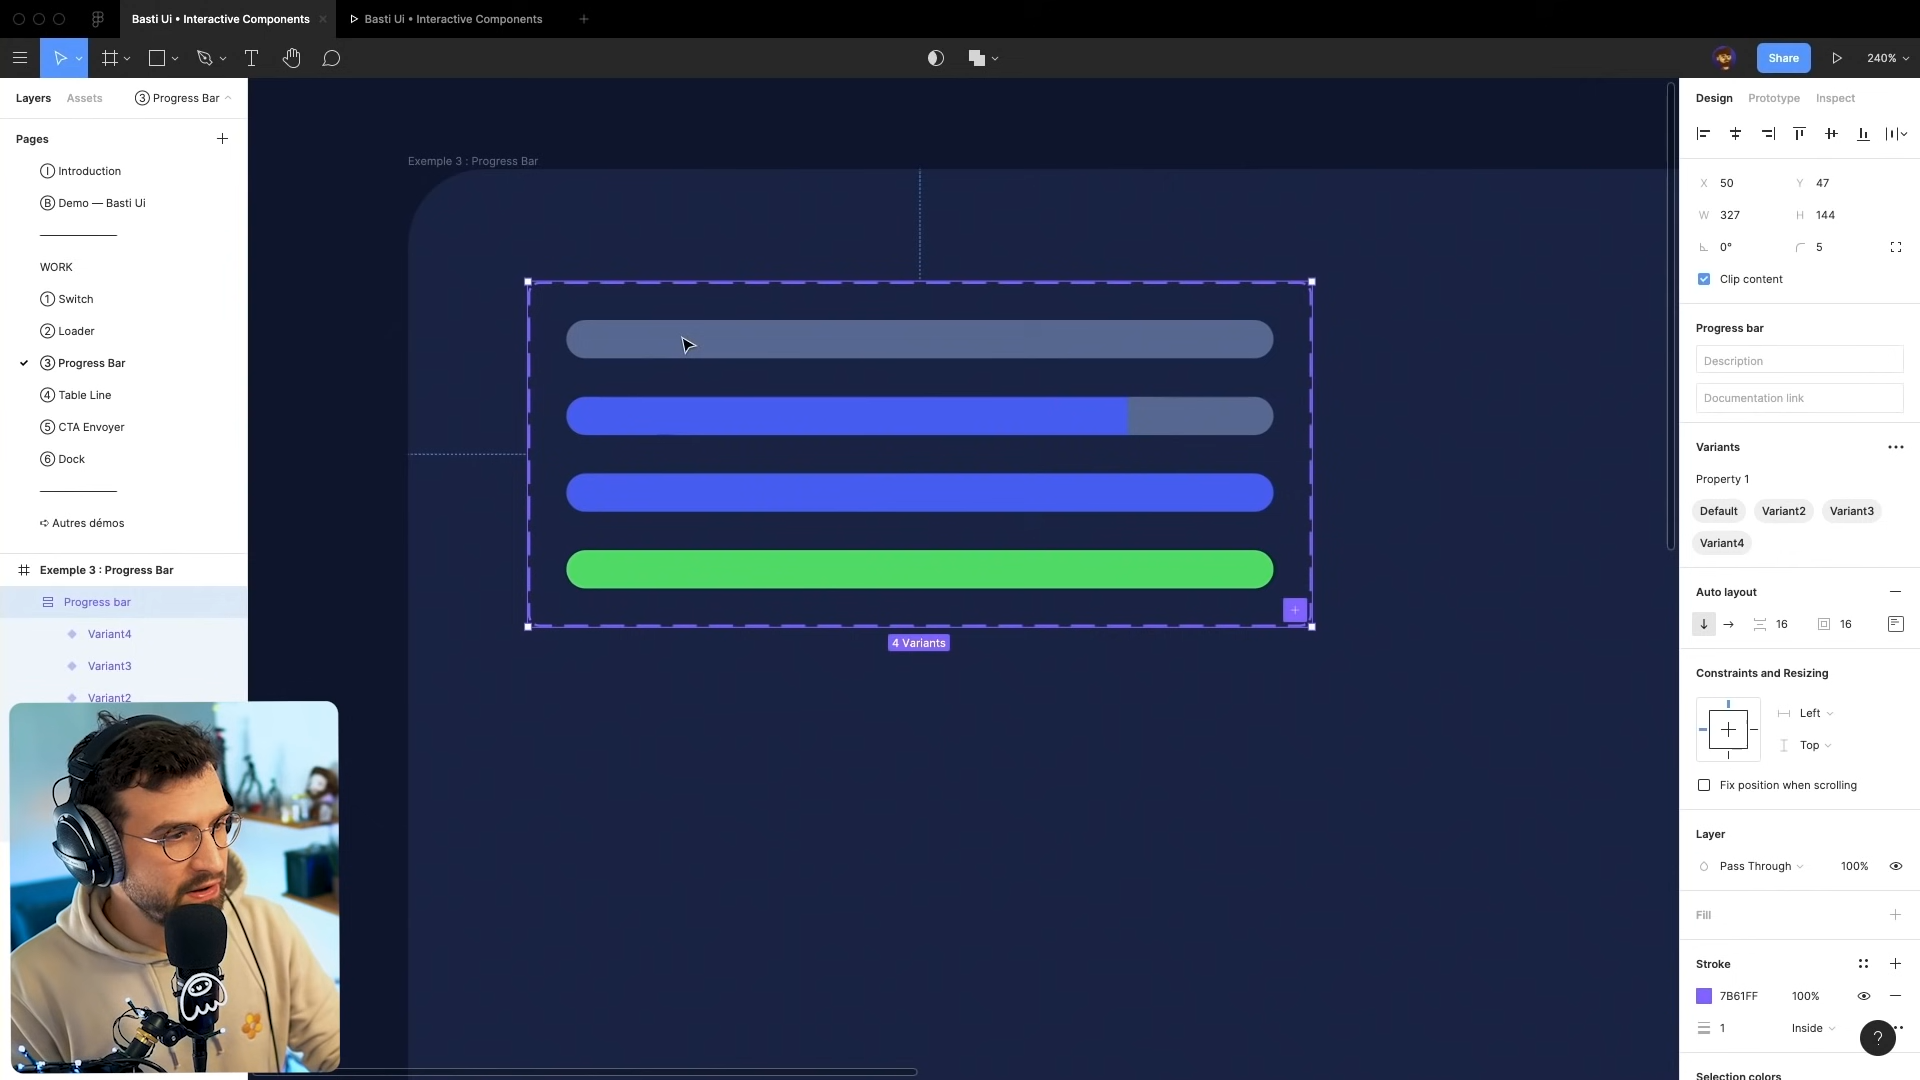 Basti Ui • Interactive Components
Basti Ui • Interactive Components
Share
240%
Layers
Assets
3 Progress Bar
Pages
I Introduction
B Demo — Basti Ui
WORK
1 Switch
2 Loader
3 Progress Bar
4 Table Line
5 CTA Envoyer
6 Dock
Autres démos
Exemple 3 : Progress Bar
Progress bar
Variant4
Variant3
Variant2
Exemple 3 : Progress Bar
4 Variants
Design
Prototype
Inspect
X 50
Y 47
W 327
H 144
0°
5
Clip content
Progress bar
Description
Documentation link
Variants
Property 1
Default
Variant2
Variant3
Variant4
Auto layout
16
16
Constraints and Resizing
Left
Top
Fix position when scrolling
Layer
Pass Through
100%
Fill
Stroke
7B61FF
100%
1
Inside
?
Selection colors